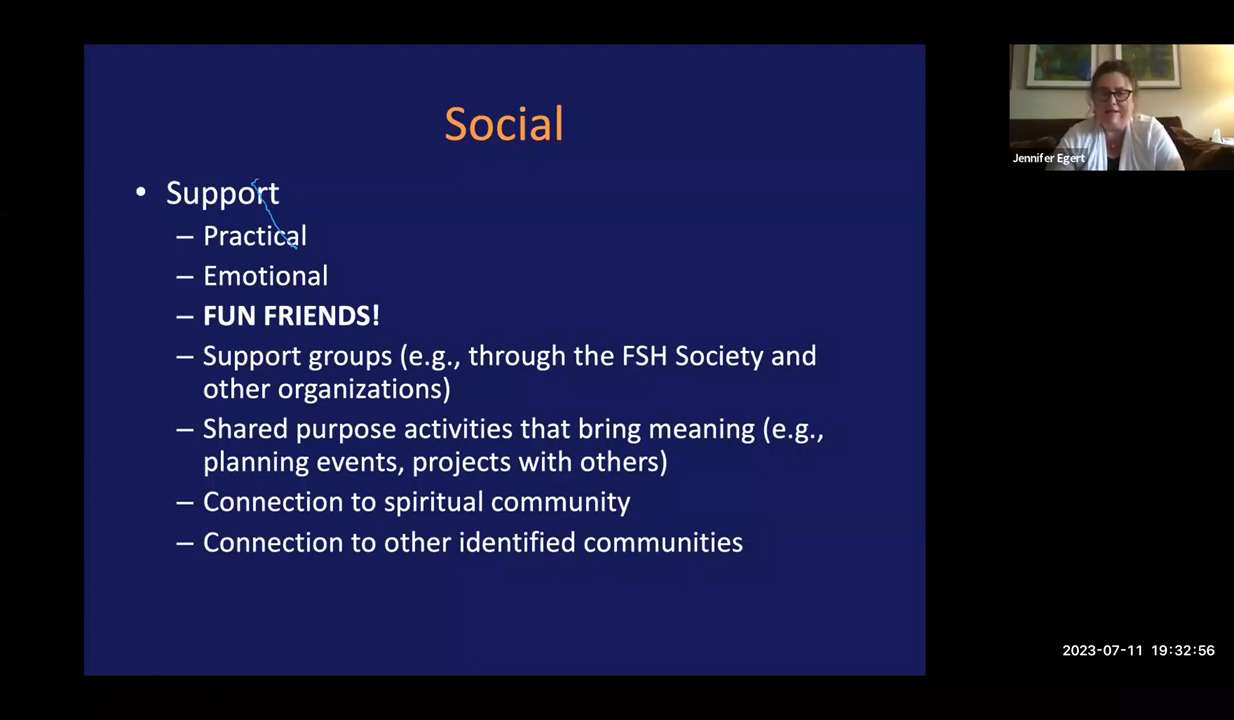 Social
• Support
– Practical
– Emotional
– FUN FRIENDS!
– Support groups (e.g., through the FSH Society and
other organizations)
– Shared purpose activities that bring meaning (e.g.,
planning events, projects with others)
– Connection to spiritual community
– Connection to other identified communities
Jennifer Egert
2023-07-11 19:32:56